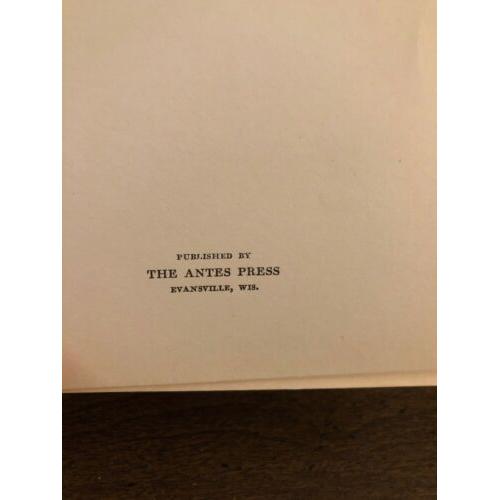 PUBLISHED BY
THE ANTES PRESS
EVANSVILLE, WIS.